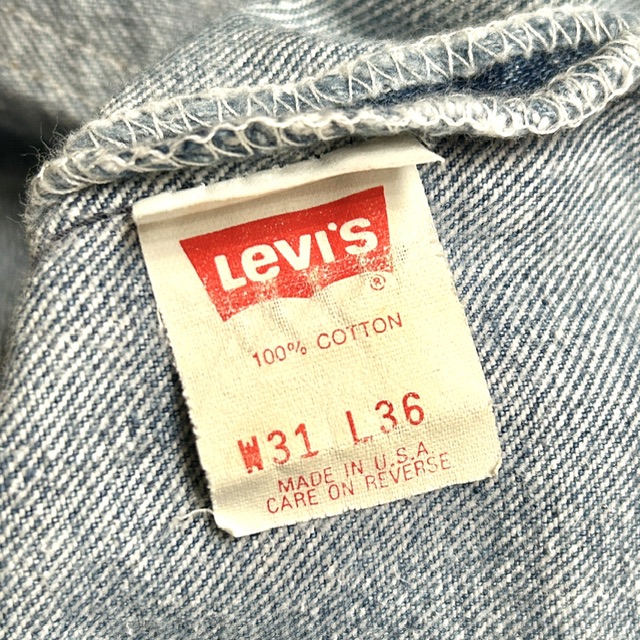 Levi's
®
100% COTTON
W31 L36
MADE IN U.S.A.
CARE ON REVERSE